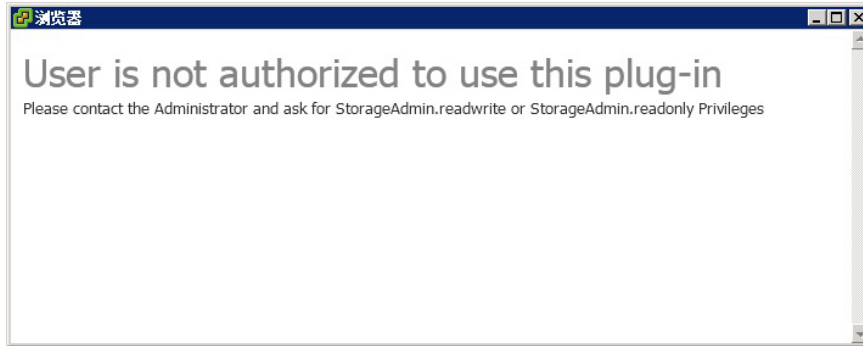 浏览器
User is not authorized to use this plug-in
Please contact the Administrator and ask for StorageAdmin.readwrite or StorageAdmin.readonly Privileges